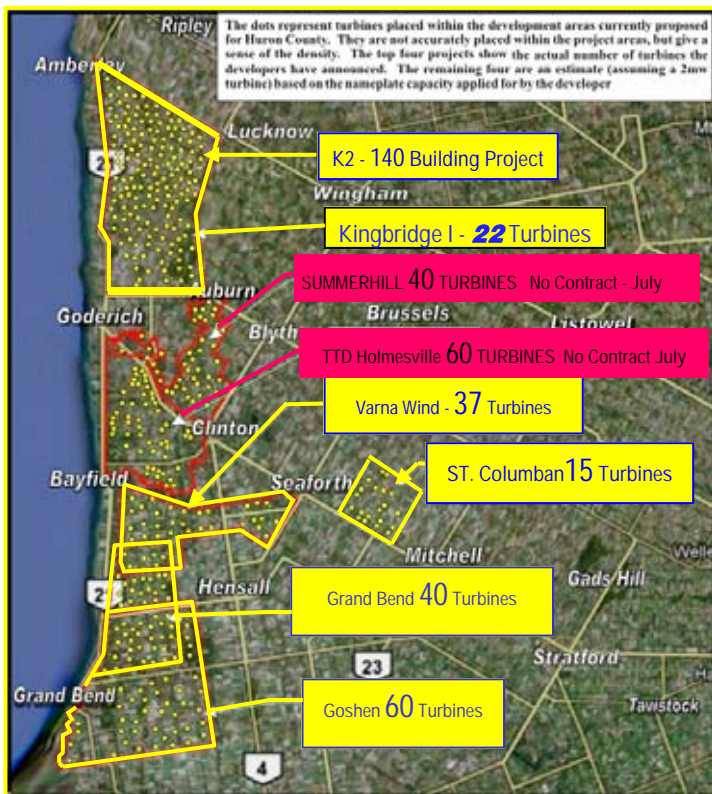 The dots represent turbines placed within the development areas currently proposed
for Huron County. They are not accurately placed within the project areas, but give a
sense of the density. The top four projects show the actual number of turbines the
developers have announced. The remaining four are an estimate (assuming a 2mw
turbine) based on the nameplate capacity applied for by the developer
Ripley
Amberley
Lucknow
K2 - 140 Building Project
21
Wingham
Kingbridge I - 22 Turbines
SUMMERHILL 40 TURBINES No Contract - July
Auburn
Goderich
Blyth
Brussels
Listowel
TTD Holmesville 60 TURBINES No Contract July
Varna Wind - 37 Turbines
Clinton
Bayfield
Seaforth
ST. Columban 15 Turbines
Mitchell
Welle
Hensall
Gads Hill
21
Grand Bend 40 Turbines
Stratford
23
Grand Bend
Tavistock
Goshen 60 Turbines
4